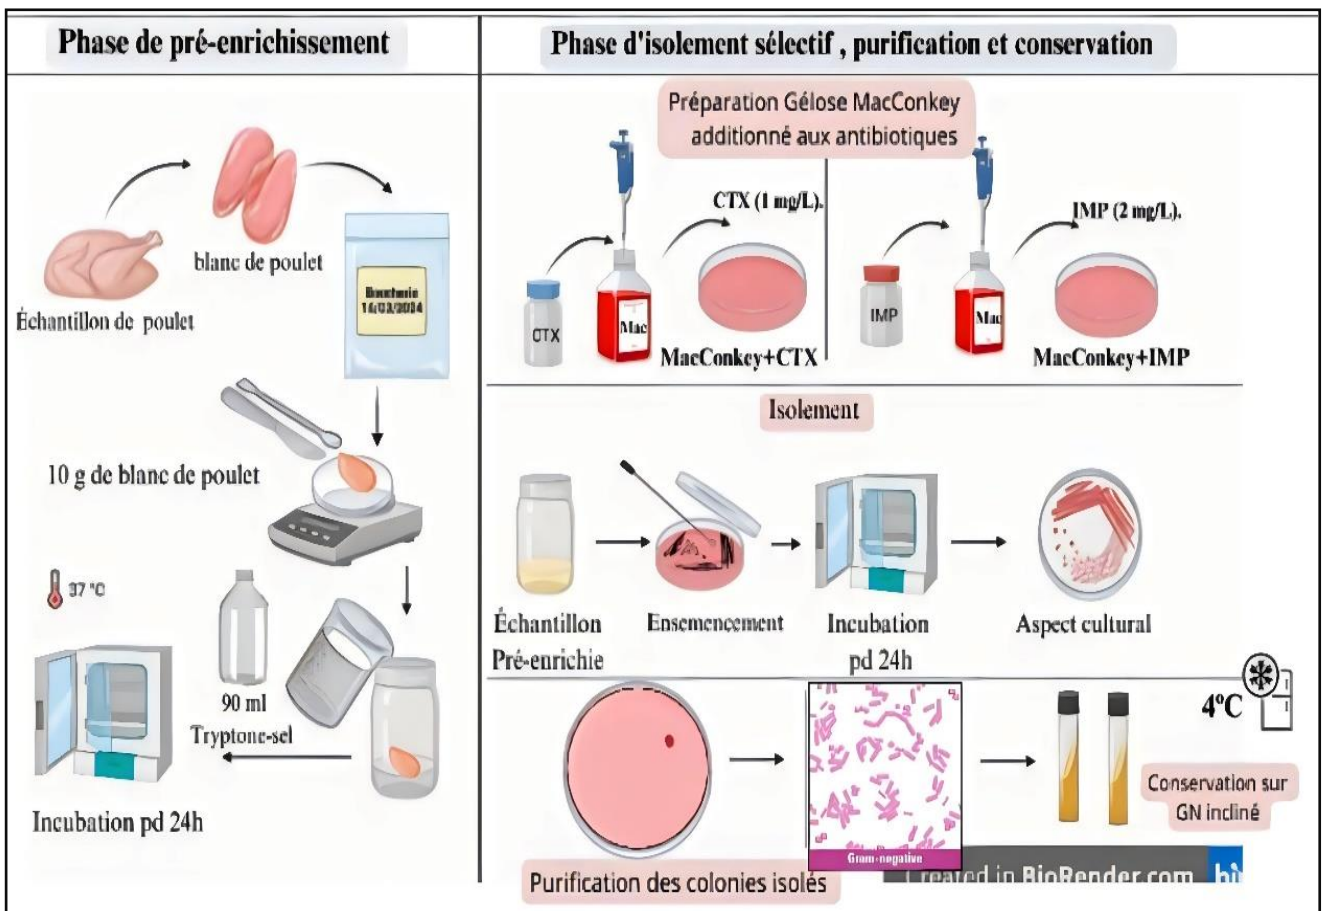 Phase de pré-enrichissement
Échantillon de poulet
blanc de poulet
10 g de blanc de poulet
37 °C
90 ml
Tryptone-sel
Incubation pd 24h
Phase d'isolement sélectif , purification et conservation
Préparation Gélose MacConkey
additionné aux antibiotiques
CTX
Mac
CTX (1 mg/L).
MacConkey+CTX
IMP
Mac
IMP (2 mg/L).
MacConkey+IMP
Isolement
Échantillon
Pré-enrichie
Ensemencement
Incubation
pd 24h
Aspect cultural
Purification des colonies isolés
Gram-negative
4ºC
Conservation sur
GN incliné
Created in BioRender.com